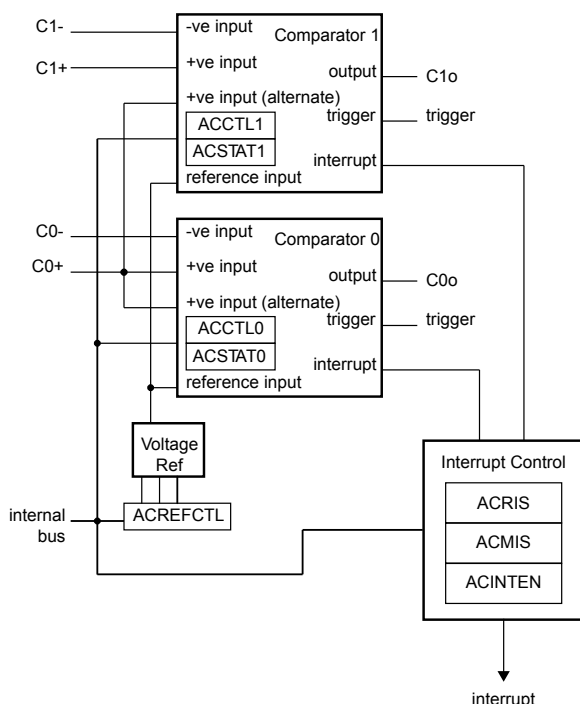 C1-
-ve input
Comparator 1
C1+
+ve input
output
C1o
+ve input (alternate)
trigger
trigger
ACCTL1
ACSTAT1
interrupt
reference input
C0-
-ve input
Comparator 0
C0+
+ve input
output
C0o
+ve input (alternate)
trigger
trigger
ACCTL0
ACSTAT0
interrupt
reference input
Voltage
Ref
Interrupt Control
ACRIS
internal
bus
ACREFCTL
ACMIS
ACINTEN
interrupt